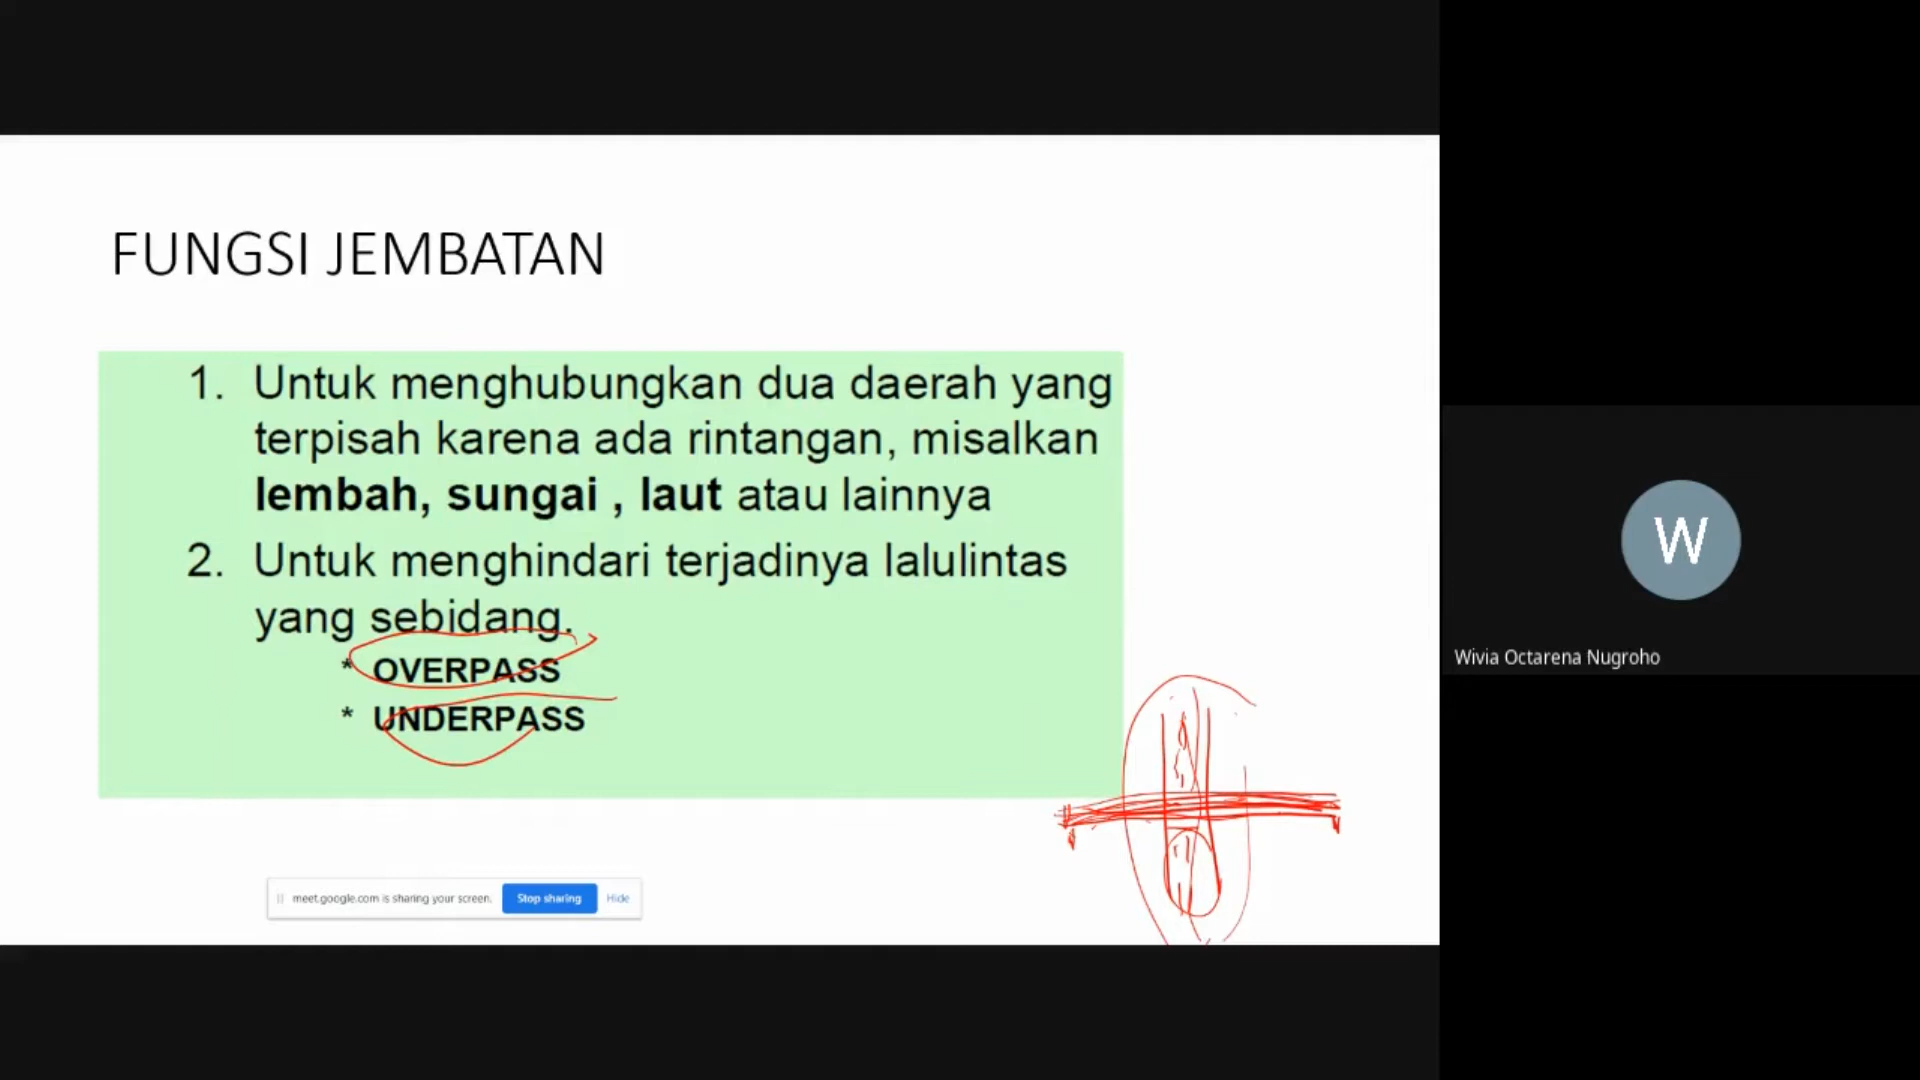 FUNGSI JEMBATAN
1. Untuk menghubungkan dua daerah yang
terpisah karena ada rintangan, misalkan
lembah, sungai , laut atau lainnya
2. Untuk menghindari terjadinya lalulintas
yang sebidang.
* OVERPASS
* UNDERPASS
meet.google.com is sharing your screen. Stop sharing Hide
W
Wivia Octarena Nugroho